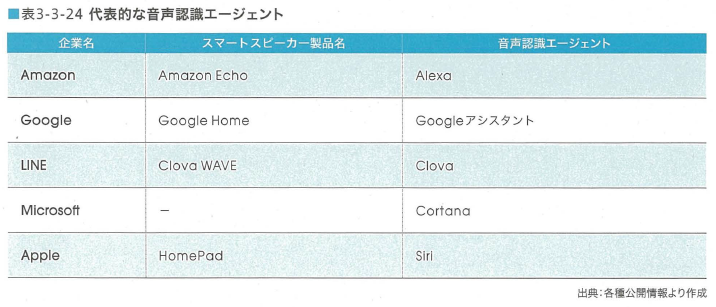 ■表3-3-24 代表的な音声認識エージェント
企業名 スマートスピーカー製品名 音声認識エージェント
Amazon Amazon Echo Alexa
Google Google Home Googleアシスタント
LINE Clova WAVE Clova
Microsoft － Cortana
Apple HomePad Siri
出典：各種公開情報より作成